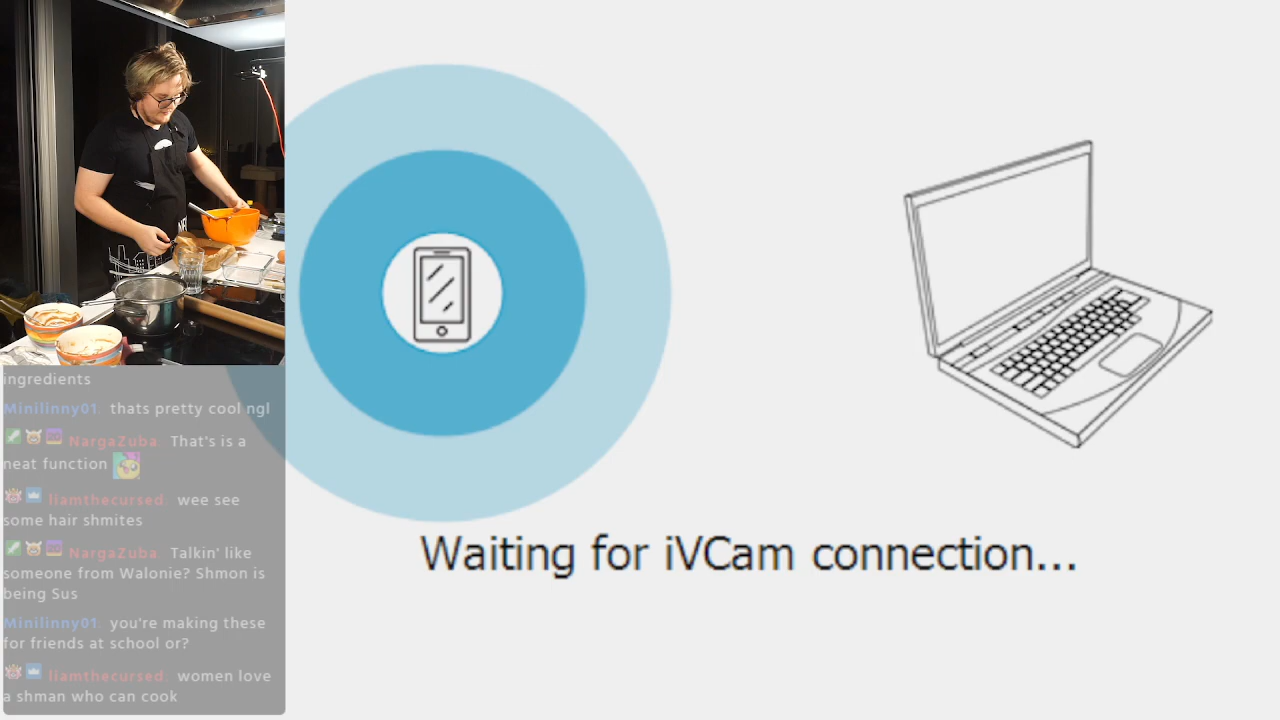 ingredients
Minilinny01: thats pretty cool ngl
NargaZuba: That's is a
neat function
liamthecursed: wee see
some hair shmites
NargaZuba: Talkin' like
someone from Walonie? Shmon is
being Sus
Minilinny01: you're making these
for friends at school or?
liamthecursed: women love
a shman who can cook
Waiting for iVCam connection...